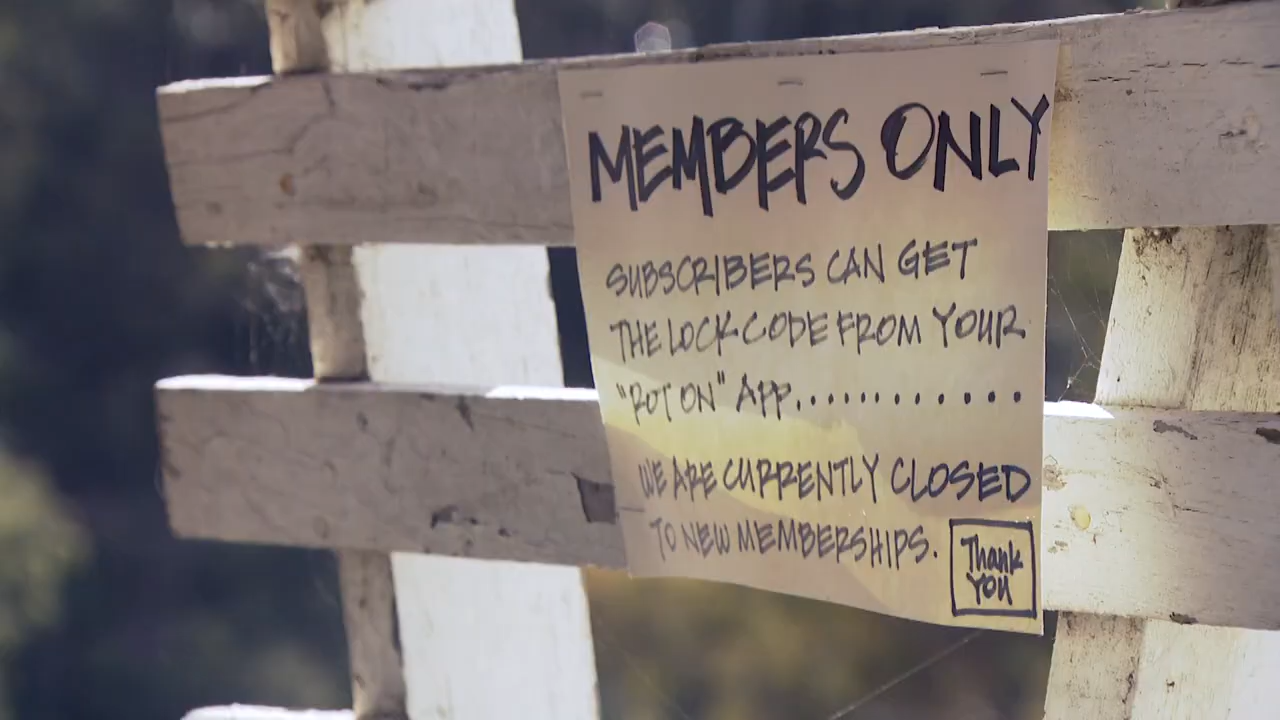 MEMBERS ONLY
SUBSCRIBERS CAN GET
THE LOCK CODE FROM YOUR
"ROT ON" APP............
WE ARE CURRENTLY CLOSED
TO NEW MEMBERSHIPS.
Thank
YOU